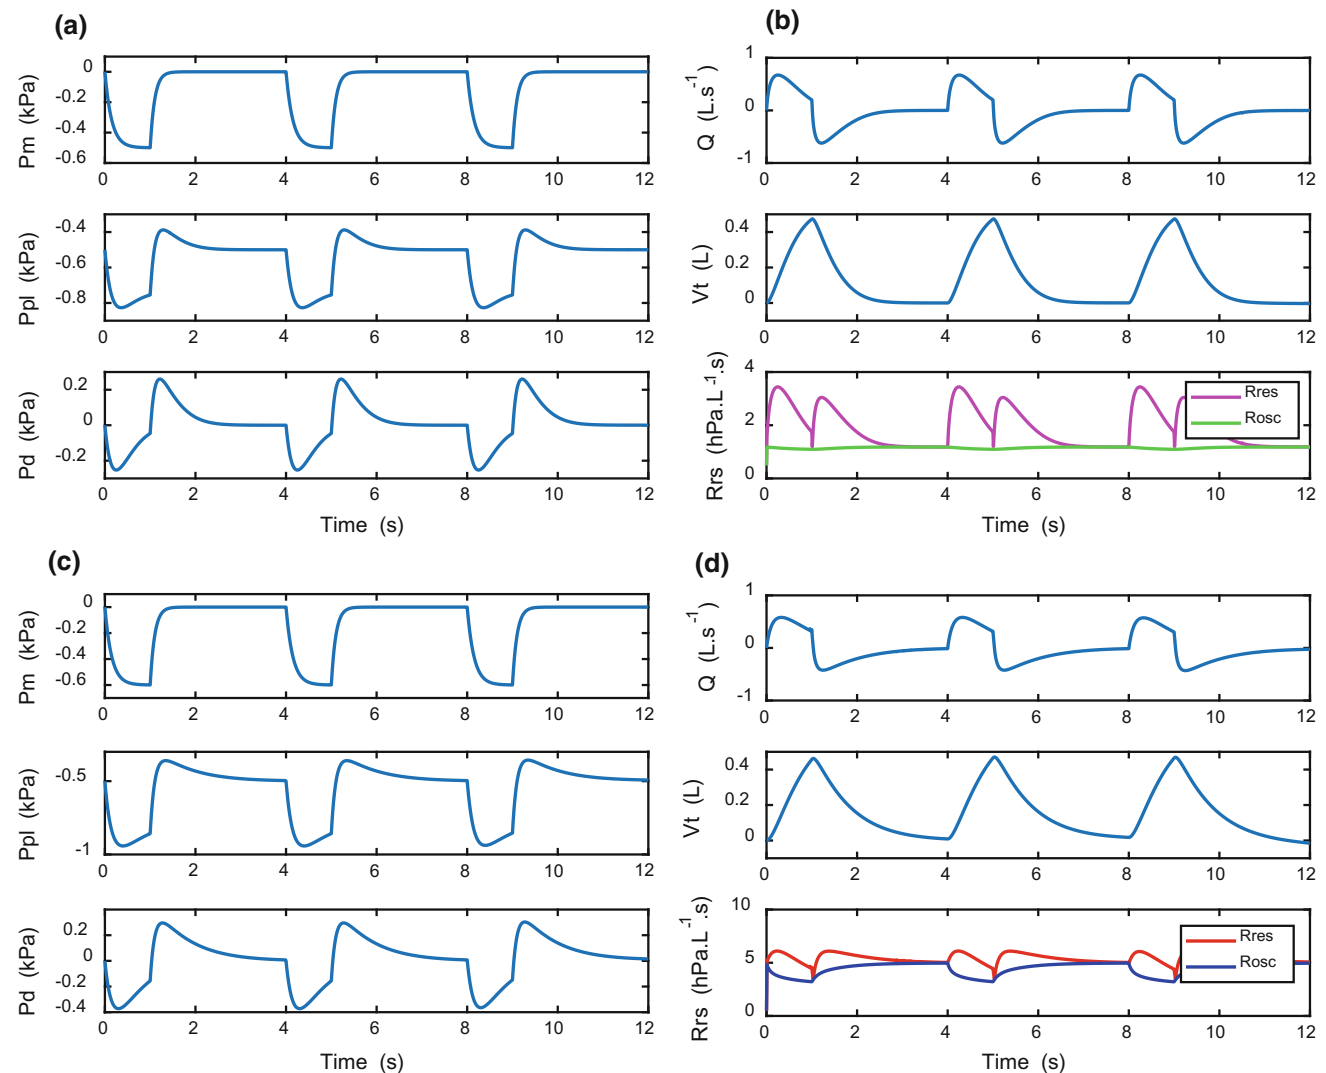 (a)
0
-0.2
-0.4
-0.6
Pm (kPa)
0 2 4 6 8 10 12
-0.4
-0.6
-0.8
Ppl (kPa)
0 2 4 6 8 10 12
0.2
0
-0.2
Pd (kPa)
0 2 4 6 8 10 12
Time (s)
(b)
1
0
-1
Q (L.s⁻¹)
0 2 4 6 8 10 12
0.4
0.2
0
Vt (L)
0 2 4 6 8 10 12
4
2
0
Rrs (hPa.L⁻¹.s)
Rres
Rosc
0 2 4 6 8 10 12
Time (s)
(c)
0
-0.2
-0.4
-0.6
Pm (kPa)
0 2 4 6 8 10 12
-0.5
-1
Ppl (kPa)
0 2 4 6 8 10 12
0.2
0
-0.2
-0.4
Pd (kPa)
0 2 4 6 8 10 12
Time (s)
(d)
1
0
-1
Q (L.s⁻¹)
0 2 4 6 8 10 12
0.4
0.2
0
Vt (L)
0 2 4 6 8 10 12
10
5
0
Rrs (hPa.L⁻¹.s)
Rres
Rosc
0 2 4 6 8 10 12
Time (s)